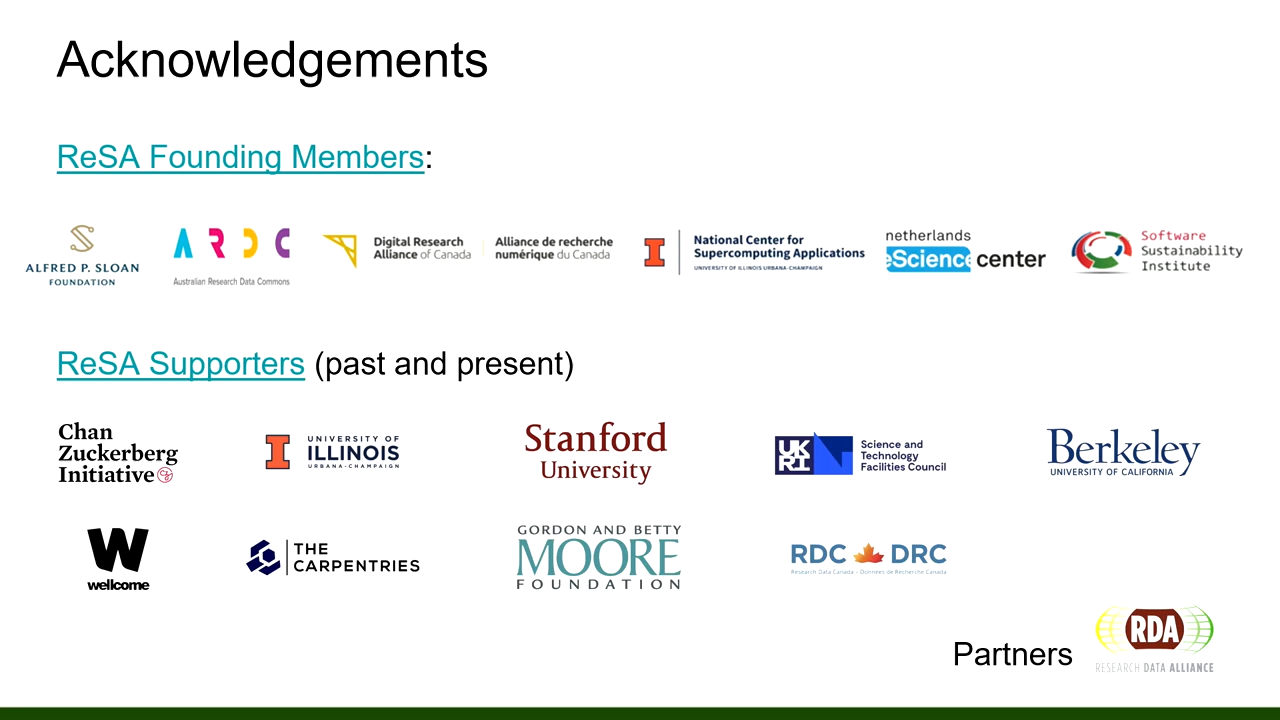 Acknowledgements
ReSA Founding Members:
ALFRED P. SLOAN
FOUNDATION
ARDC
Australian Research Data Commons
Digital Research
Alliance of Canada
Alliance de recherche
numérique du Canada
National Center for
Supercomputing Applications
UNIVERSITY OF ILLINOIS URBANA-CHAMPAIGN
netherlands
eScience center
Software
Sustainability
Institute
ReSA Supporters (past and present)
Chan
Zuckerberg
Initiative
UNIVERSITY OF
ILLINOIS
URBANA-CHAMPAIGN
Stanford
University
UK
RI
Science and
Technology
Facilities Council
Berkeley
UNIVERSITY OF CALIFORNIA
W
wellcome
THE
CARPENTRIES
GORDON AND BETTY
MOORE
FOUNDATION
RDC DRC
Research Data Canada - Données de Recherche Canada
Partners
RDA
RESEARCH DATA ALLIANCE